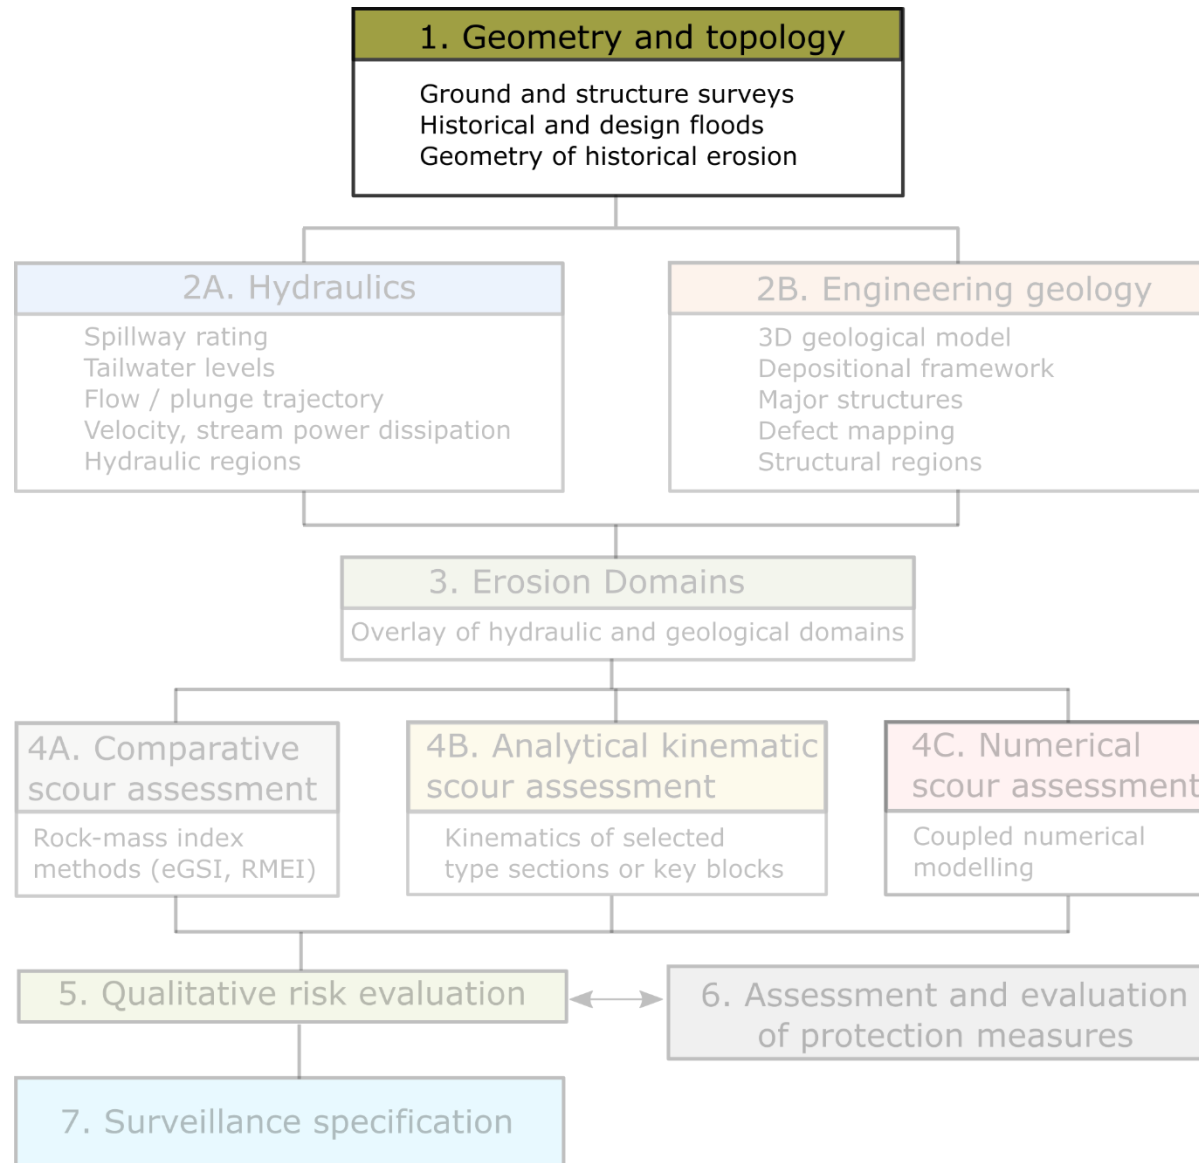 1. Geometry and topology
Ground and structure surveys
Historical and design floods
Geometry of historical erosion
2A. Hydraulics
Spillway rating
Tailwater levels
Flow / plunge trajectory
Velocity, stream power dissipation
Hydraulic regions
2B. Engineering geology
3D geological model
Depositional framework
Major structures
Defect mapping
Structural regions
3. Erosion Domains
Overlay of hydraulic and geological domains
4A. Comparative
scour assessment
Rock-mass index
methods (eGSI, RMEI)
4B. Analytical kinematic
scour assessment
Kinematics of selected
type sections or key blocks
4C. Numerical
scour assessment
Coupled numerical
modelling
5. Qualitative risk evaluation
6. Assessment and evaluation
of protection measures
7. Surveillance specification